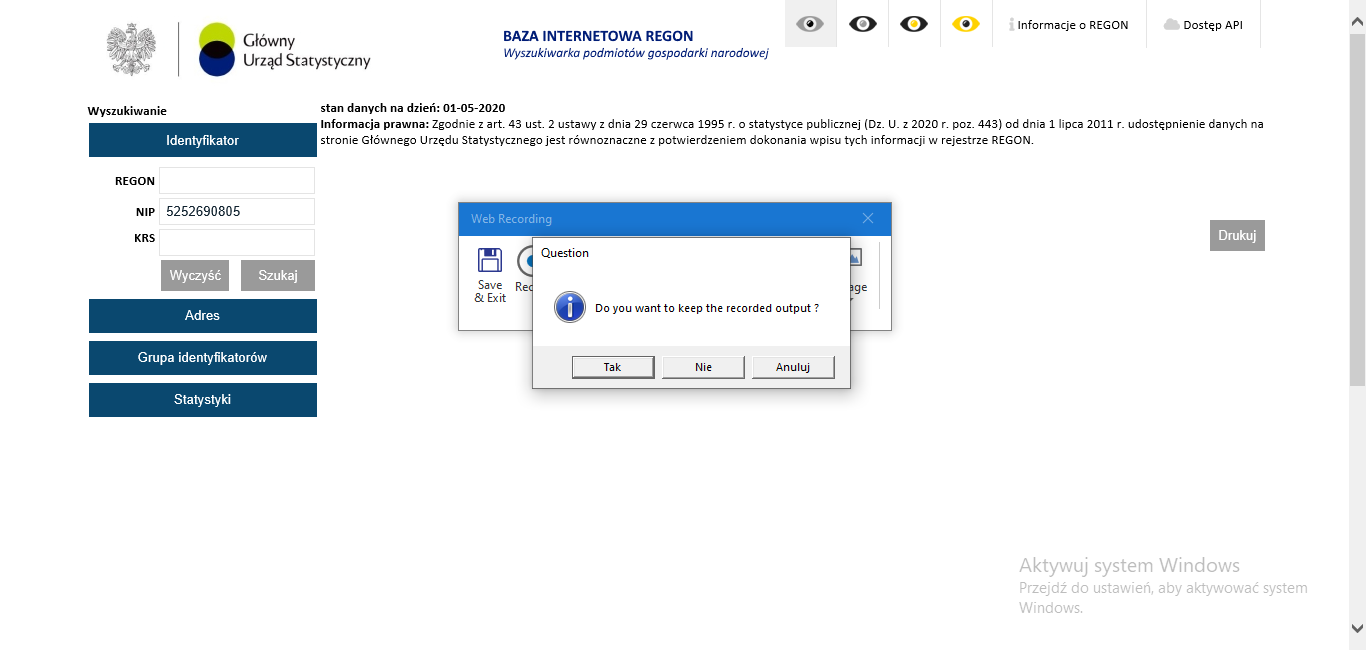 Główny
Urząd Statystyczny
BAZA INTERNETOWA REGON
Wyszukiwarka podmiotów gospodarki narodowej
Informacje o REGON
Dostęp API
Wyszukiwanie
Identyfikator
REGON
NIP 5252690805
KRS
Wyczyść Szukaj
Adres
Grupa identyfikatorów
Statystyki
stan danych na dzień: 01-05-2020
Informacja prawna: Zgodnie z art. 43 ust. 2 ustawy z dnia 29 czerwca 1995 r. o statystyce publicznej (Dz. U. z 2020 r. poz. 443) od dnia 1 lipca 2011 r. udostępnienie danych na
stronie Głównego Urzędu Statystycznego jest równoznaczne z potwierdzeniem dokonania wpisu tych informacji w rejestrze REGON.
Drukuj
Web Recording
Save
& Exit
Rec
age
Question
Do you want to keep the recorded output ?
Tak Nie Anuluj
Aktywuj system Windows
Przejdź do ustawień, aby aktywować system
Windows.